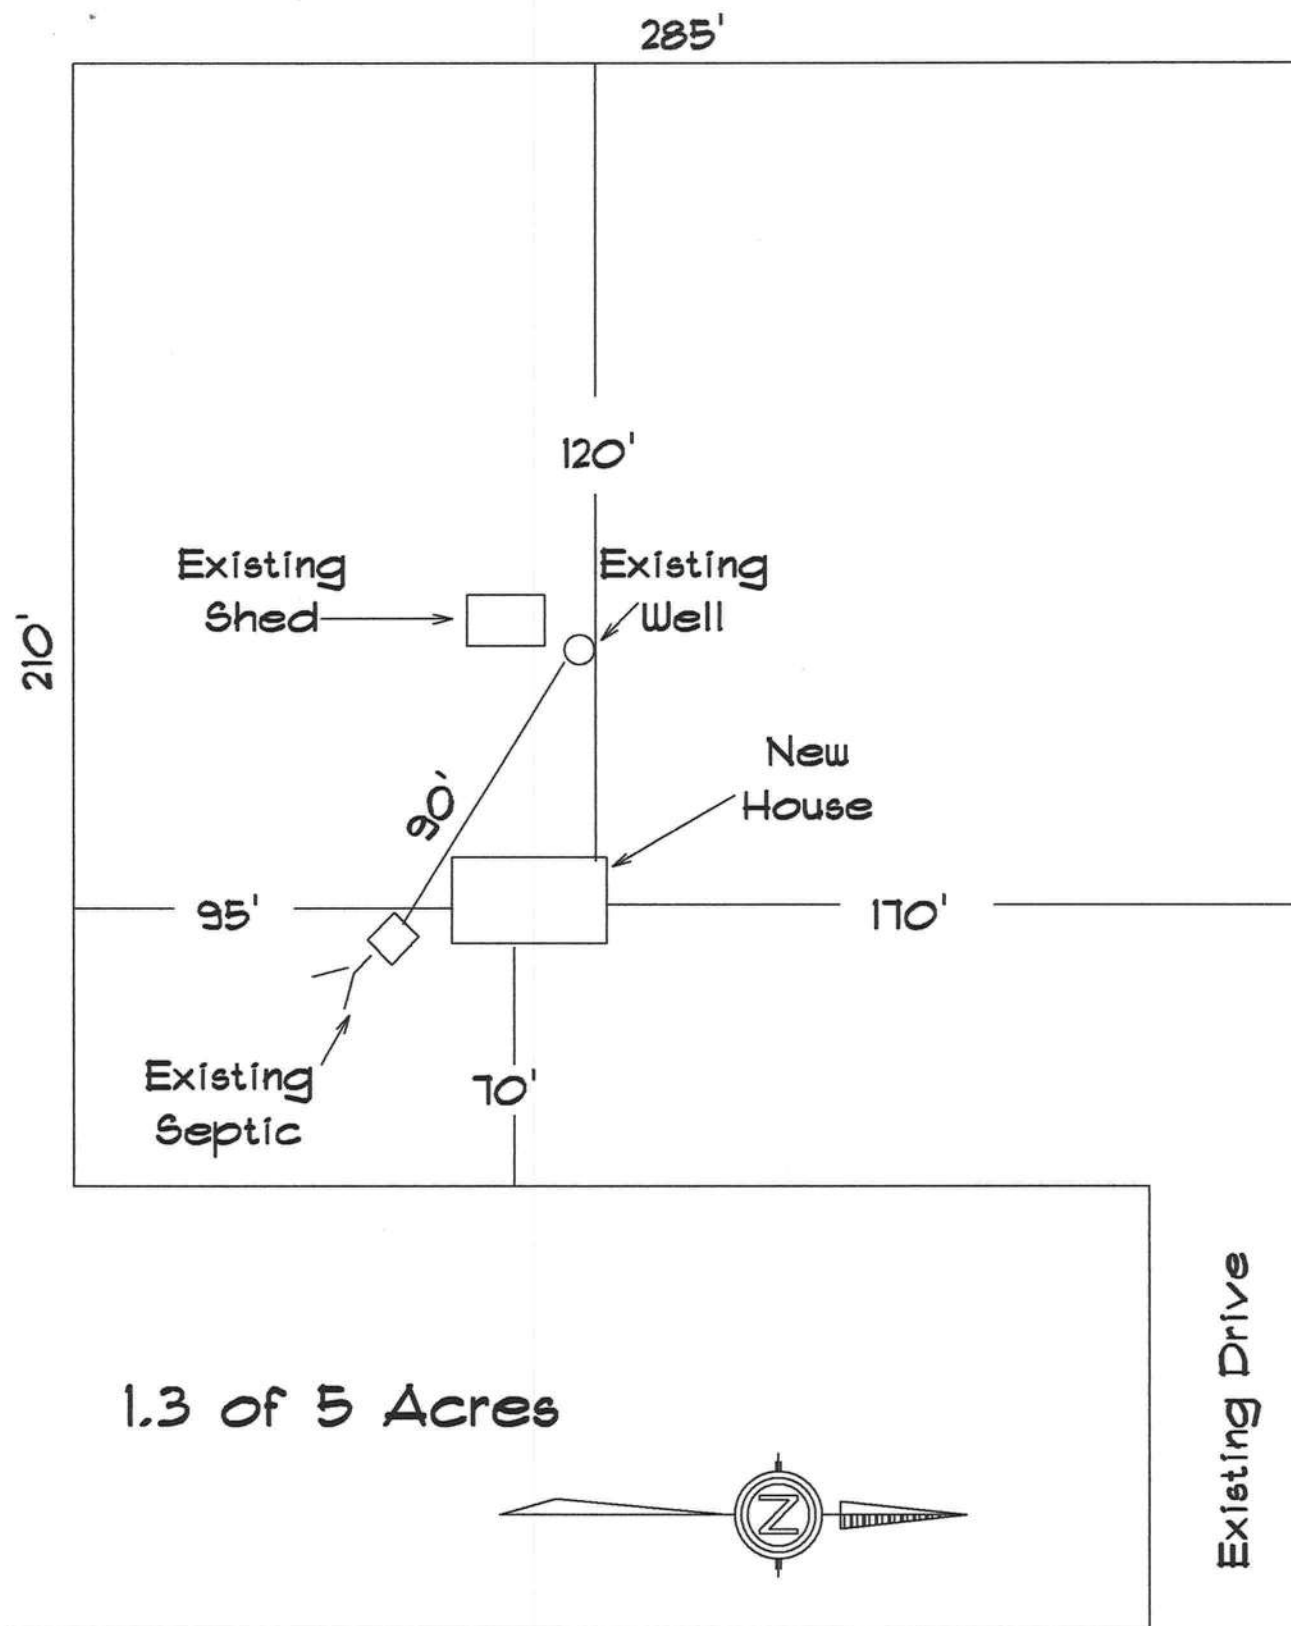 285'
120'
Existing
Shed
Existing
Well
210'
New
House
90'
95'
170'
Existing
Septic
70'
1.3 of 5 Acres
N
Existing Drive